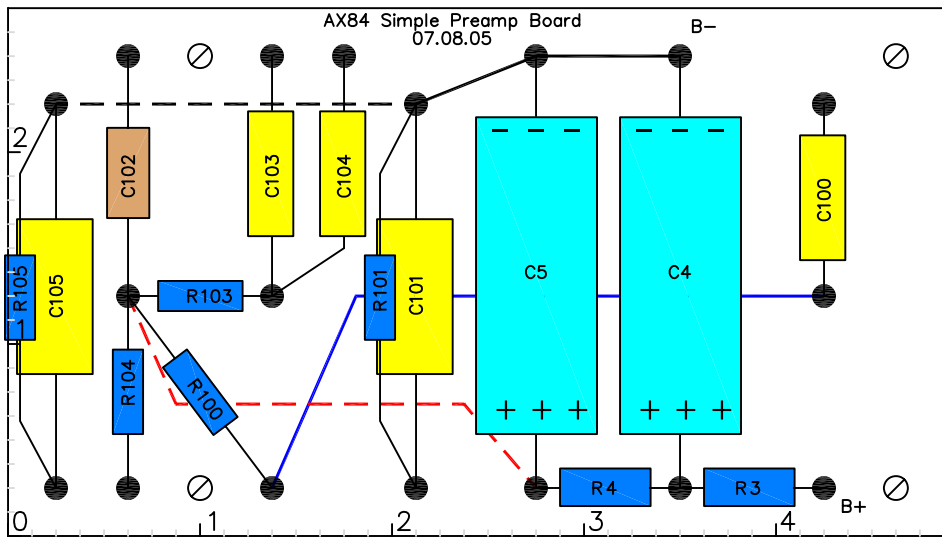 AX84 Simple Preamp Board
07.08.05
B-
C102
C103
C104
C100
R105
C105
R103
R101
C101
C5
C4
R104
R100
R4
R3
B+
2
1
0
1
2
3
4